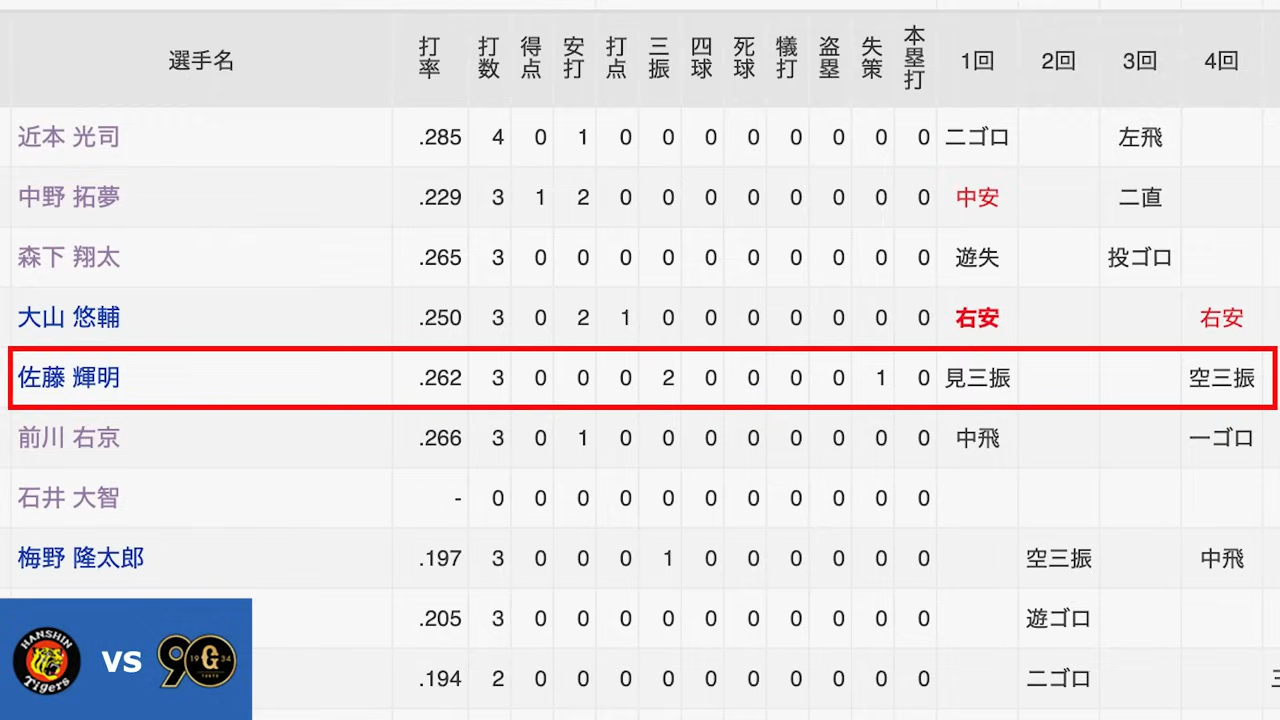 選手名 打率 打数 得点 安打 打点 三振 四球 死球 犠打 盗塁 失策 本塁打 1回 2回 3回 4回
近本 光司 .285 4 0 1 0 0 0 0 0 0 0 0 二ゴロ 左飛
中野 拓夢 .229 3 1 2 0 0 0 0 0 0 0 0 中安 二直
森下 翔太 .265 3 0 0 0 0 0 0 0 0 0 0 遊失 投ゴロ
大山 悠輔 .250 3 0 2 1 0 0 0 0 0 0 0 右安 右安
佐藤 輝明 .262 3 0 0 0 2 0 0 0 0 1 0 見三振 空三振
前川 右京 .266 3 0 1 0 0 0 0 0 0 0 0 中飛 一ゴロ
石井 大智 - 0 0 0 0 0 0 0 0 0 0 0
梅野 隆太郎 .197 3 0 0 0 1 0 0 0 0 0 0 空三振 中飛
.205 3 0 0 0 0 0 0 0 0 0 0 遊ゴロ
.194 2 0 0 0 0 0 0 0 0 0 0 二ゴロ
HANSHIN Tigers vs 90 19 G 34 TOKYO